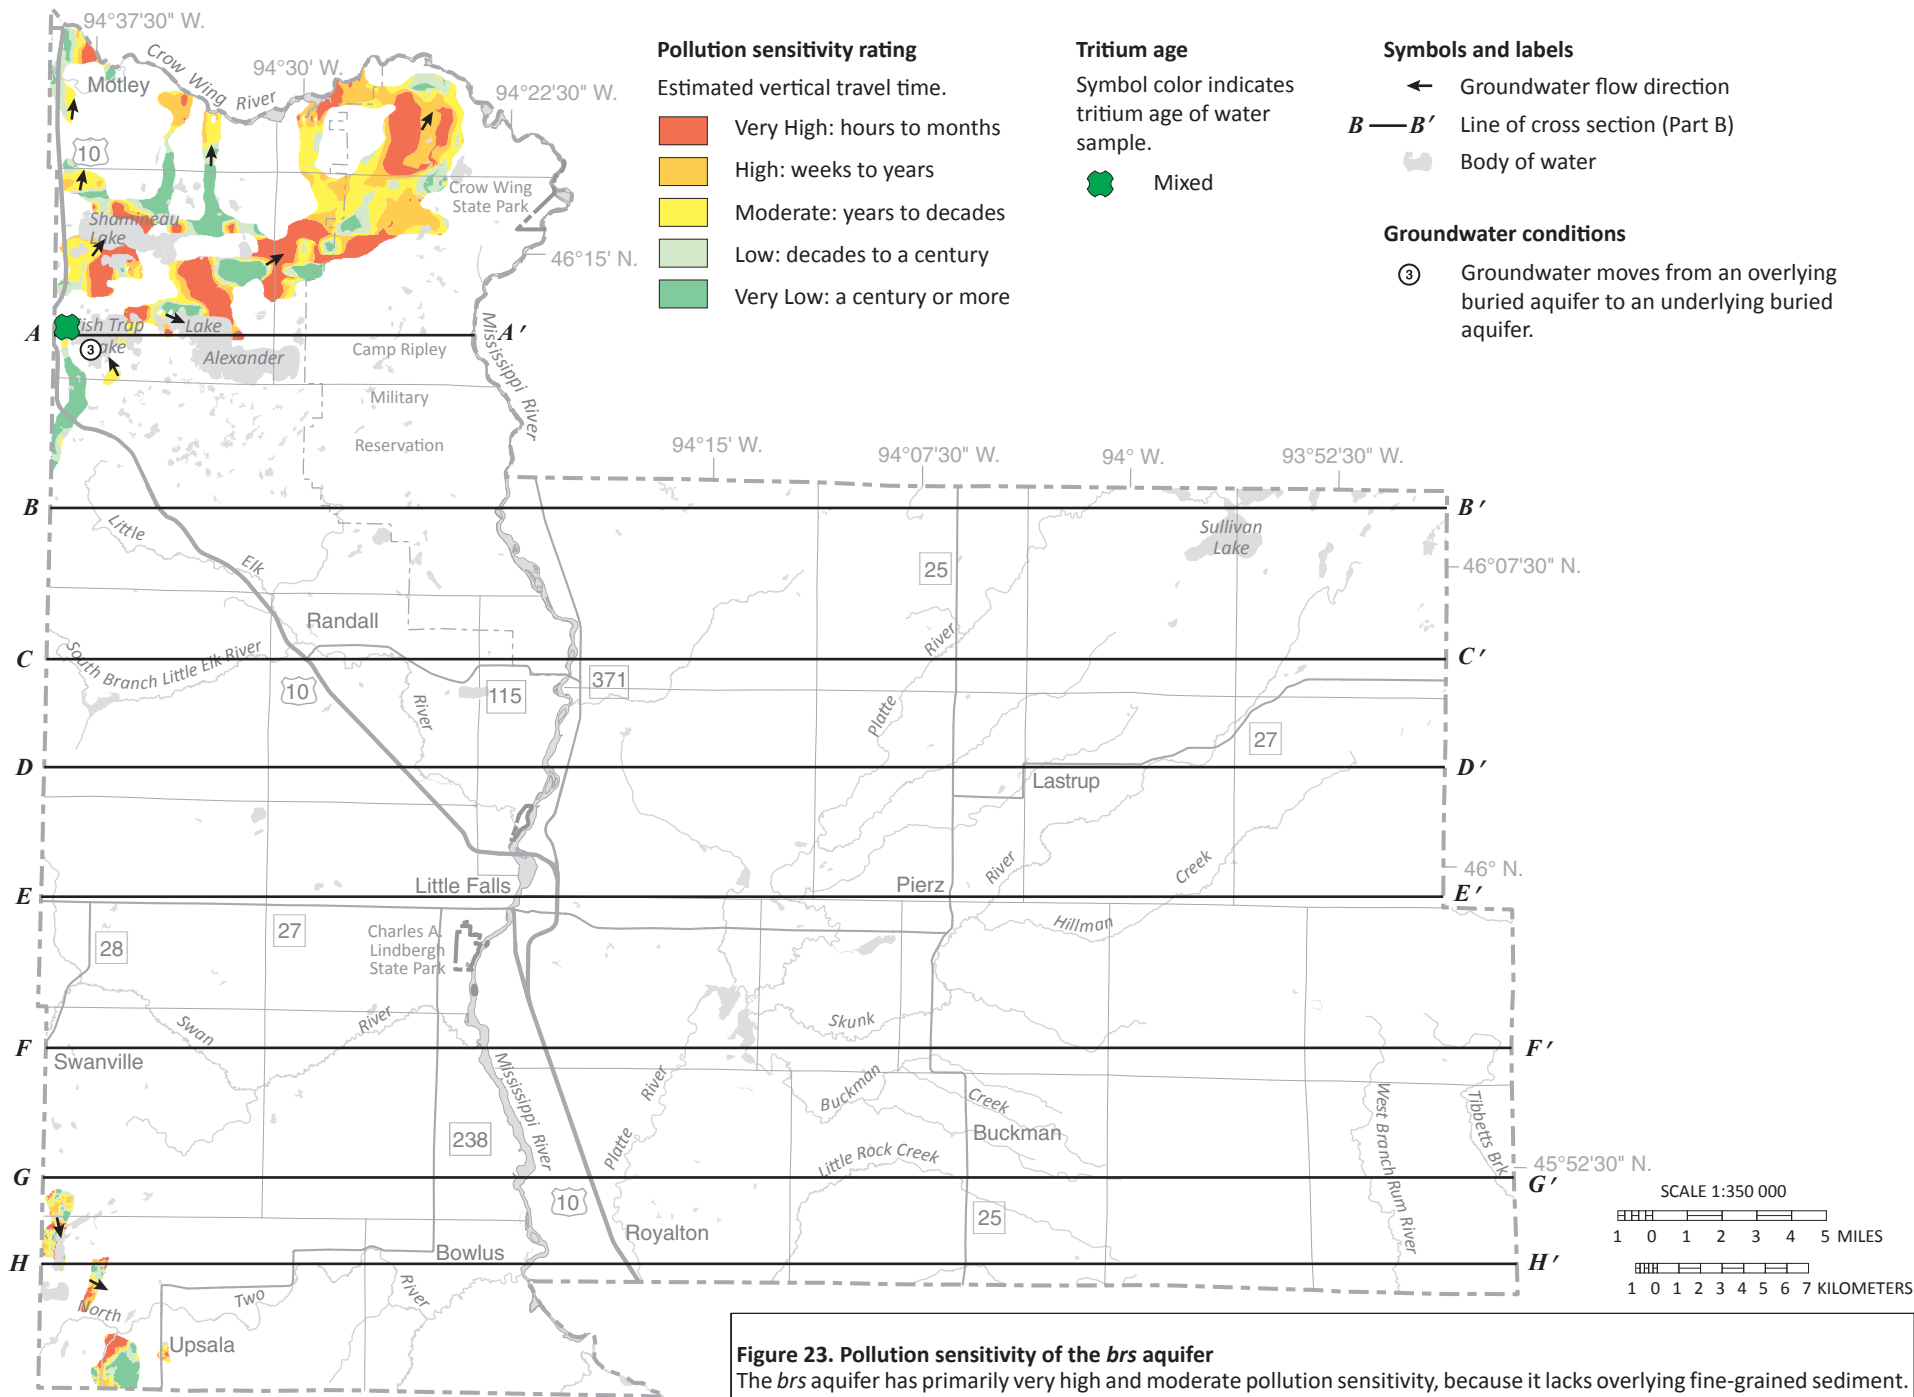 94°37'30" W.
Crow Wing River
94°30' W.
94°22'30" W.
Motley
10
Shamineau
Lake
Crow Wing
State Park
46°15' N.
Pollution sensitivity rating
Estimated vertical travel time.
Very High: hours to months
High: weeks to years
Moderate: years to decades
Low: decades to a century
Very Low: a century or more
Tritium age
Symbol color indicates
tritium age of water
sample.
Mixed
Symbols and labels
Groundwater flow direction
B B′ Line of cross section (Part B)
Body of water
Groundwater conditions
3 Groundwater moves from an overlying
buried aquifer to an underlying buried
aquifer.
A A′
ish Trap
ake
3
Lake
Alexander
Camp Ripley
Military
Reservation
Mississippi River
94°15' W.
94°07'30" W.
94° W.
93°52'30" W.
B B′
Little
Elk
Sullivan
Lake
25
46°07'30" N.
Randall
River
C C′
South Branch Little Elk River
10
115
371
River
Platte
27
D D′
Lastrup
46° N.
Little Falls
Pierz
River
Creek
E E′
28
27
Charles A.
Lindbergh
State Park
Hillman
Swan
River
Skunk
F F′
Swanville
Mississippi River
River
Platte
Buckman
Creek
Buckman
238
Little Rock Creek
West Branch Rum River
Tibbetts Brk
45°52'30" N.
G G′
10
25
Royalton
Bowlus
H H′
North
Two
River
Upsala
SCALE 1:350 000
1 0 1 2 3 4 5 MILES
1 0 1 2 3 4 5 6 7 KILOMETERS
Figure 23. Pollution sensitivity of the brs aquifer
The brs aquifer has primarily very high and moderate pollution sensitivity, because it lacks overlying fine-grained sediment.